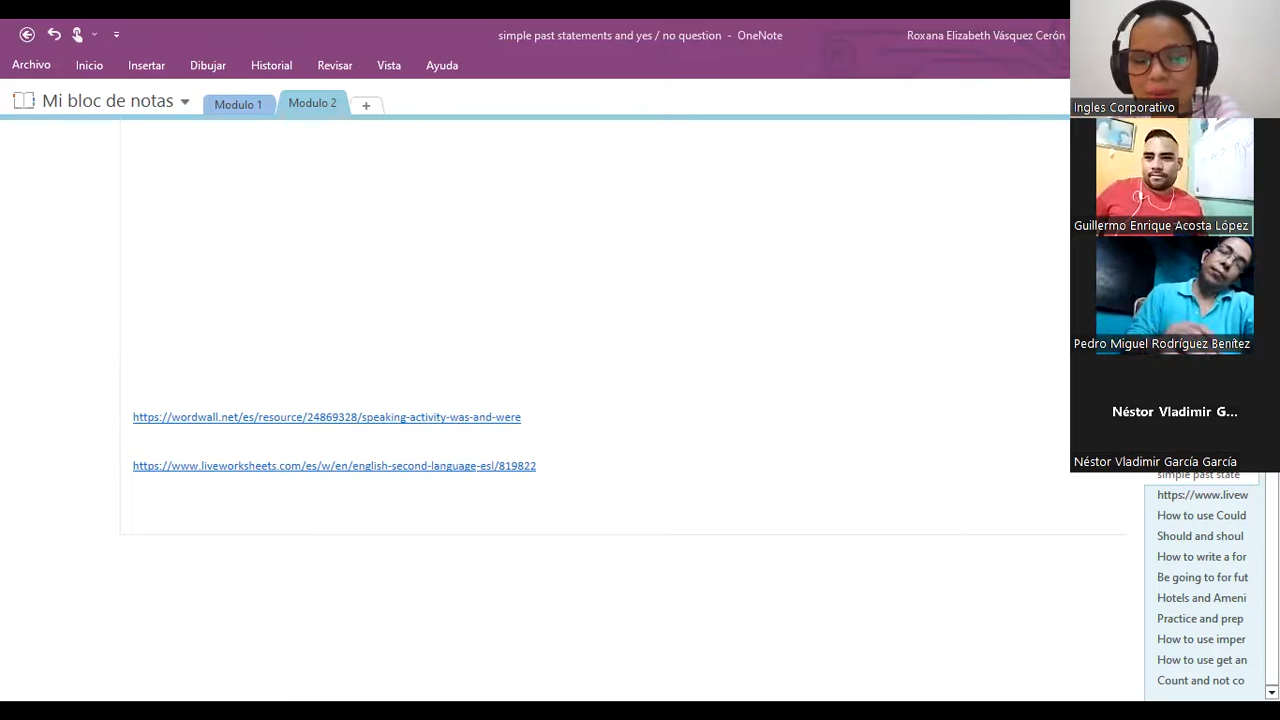 simple past statements and yes / no question - OneNote
Roxana Elizabeth Vásquez Cerón
Archivo
Inicio
Insertar
Dibujar
Historial
Revisar
Vista
Ayuda
Mi bloc de notas
Modulo 1
Modulo 2
Ingles Corporativo
Guillermo Enrique Acosta López
Pedro Miguel Rodríguez Benítez
Néstor Vladimir G...
Néstor Vladimir García García
https://wordwall.net/es/resource/24869328/speaking-activity-was-and-were
https://www.liveworksheets.com/es/w/en/english-second-language-esl/819822
simple past state
https://www.livew
How to use Could
Should and shoul
How to write a for
Be going to for fut
Hotels and Ameni
Practice and prep
How to use imper
How to use get an
Count and not co